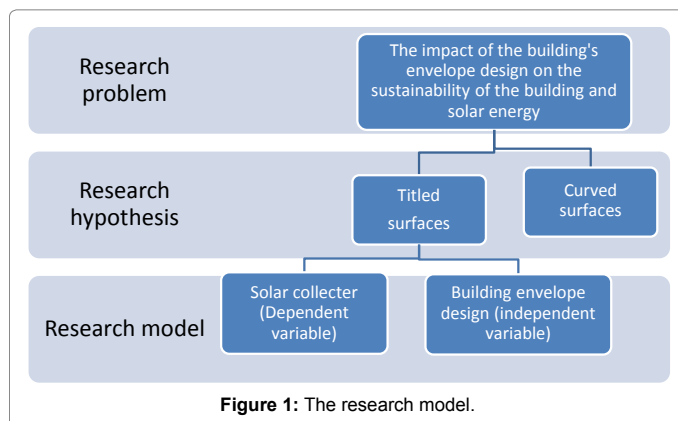 Research
problem
The impact of the building's
envelope design on the
sustainability of the building and
solar energy
Research
hypothesis
Titled
surfaces
Curved
surfaces
Research model
Solar collecter
(Dependent
variable)
Building envelope
design (independent
variable)
Figure 1: The research model.